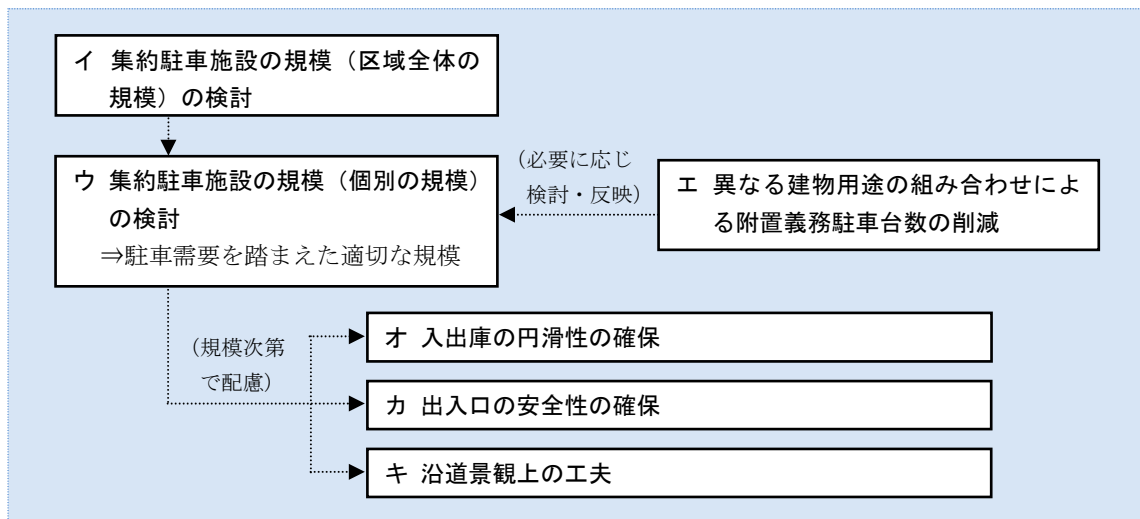 イ 集約駐車施設の規模（区域全体の
規模）の検討
ウ 集約駐車施設の規模（個別の規模）
の検討
⇒駐車需要を踏まえた適切な規模
（必要に応じ
検討・反映）
エ 異なる建物用途の組み合わせによ
る附置義務駐車台数の削減
（規模次第
で配慮）
オ 入出庫の円滑性の確保
カ 出入口の安全性の確保
キ 沿道景観上の工夫